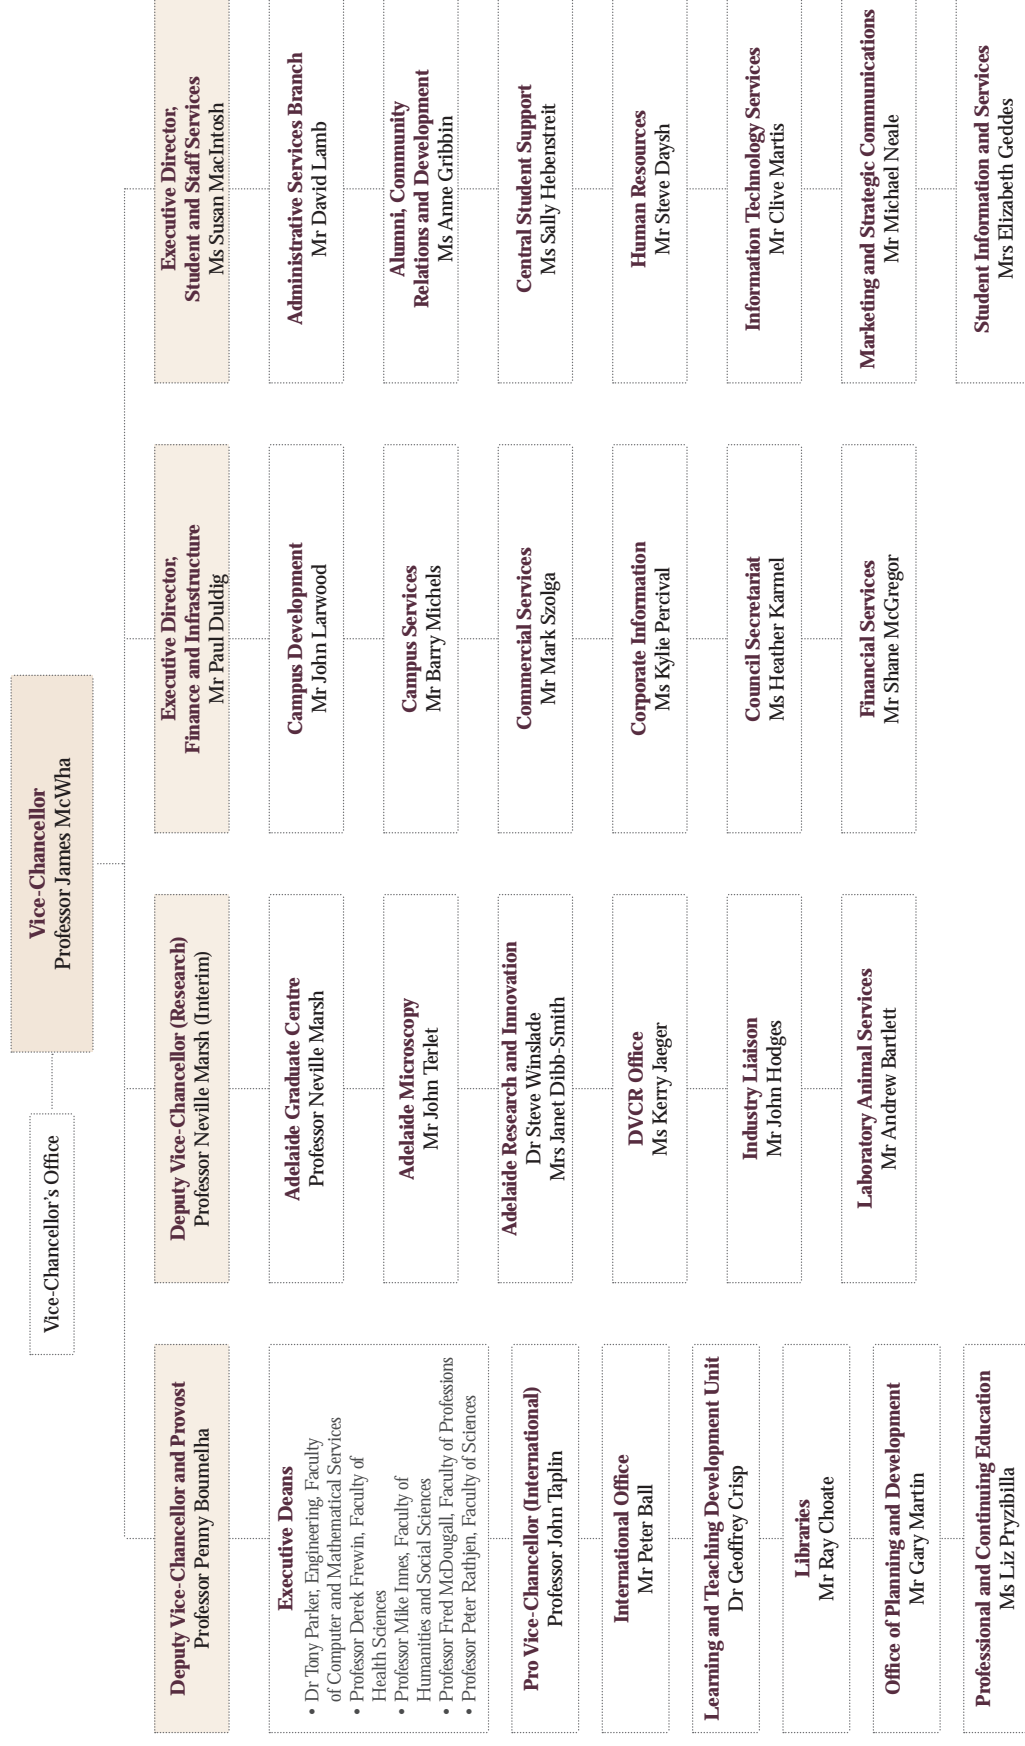 Vice-Chancellor
Professor James McWha
Vice-Chancellor's Office
Deputy Vice-Chancellor and Provost
Professor Penny Boumelha
Executive Deans
• Dr Tony Parker, Engineering, Faculty
of Computer and Mathematical Services
• Professor Derek Frewin, Faculty of
Health Sciences
• Professor Mike Innes, Faculty of
Humanities and Social Sciences
• Professor Fred McDougall, Faculty of Professions
• Professor Peter Rathjen, Faculty of Sciences
Pro Vice-Chancellor (International)
Professor John Taplin
International Office
Mr Peter Ball
Learning and Teaching Development Unit
Dr Geoffrey Crisp
Libraries
Mr Ray Choate
Office of Planning and Development
Mr Gary Martin
Professional and Continuing Education
Ms Liz Pryzibilla
Deputy Vice-Chancellor (Research)
Professor Neville Marsh (Interim)
Adelaide Graduate Centre
Professor Neville Marsh
Adelaide Microscopy
Mr John Terlet
Adelaide Research and Innovation
Dr Steve Winslade
Mrs Janet Dibb-Smith
DVCR Office
Ms Kerry Jaeger
Industry Liaison
Mr John Hodges
Laboratory Animal Services
Mr Andrew Bartlett
Executive Director,
Finance and Infrastructure
Mr Paul Duldig
Campus Development
Mr John Larwood
Campus Services
Mr Barry Michels
Commercial Services
Mr Mark Szolga
Corporate Information
Ms Kylie Percival
Council Secretariat
Ms Heather Karmel
Financial Services
Mr Shane McGregor
Executive Director,
Student and Staff Services
Ms Susan MacIntosh
Administrative Services Branch
Mr David Lamb
Alumni, Community
Relations and Development
Ms Anne Gribbin
Central Student Support
Ms Sally Hebenstreit
Human Resources
Mr Steve Daysh
Information Technology Services
Mr Clive Martis
Marketing and Strategic Communications
Mr Michael Neale
Student Information and Services
Mrs Elizabeth Geddes